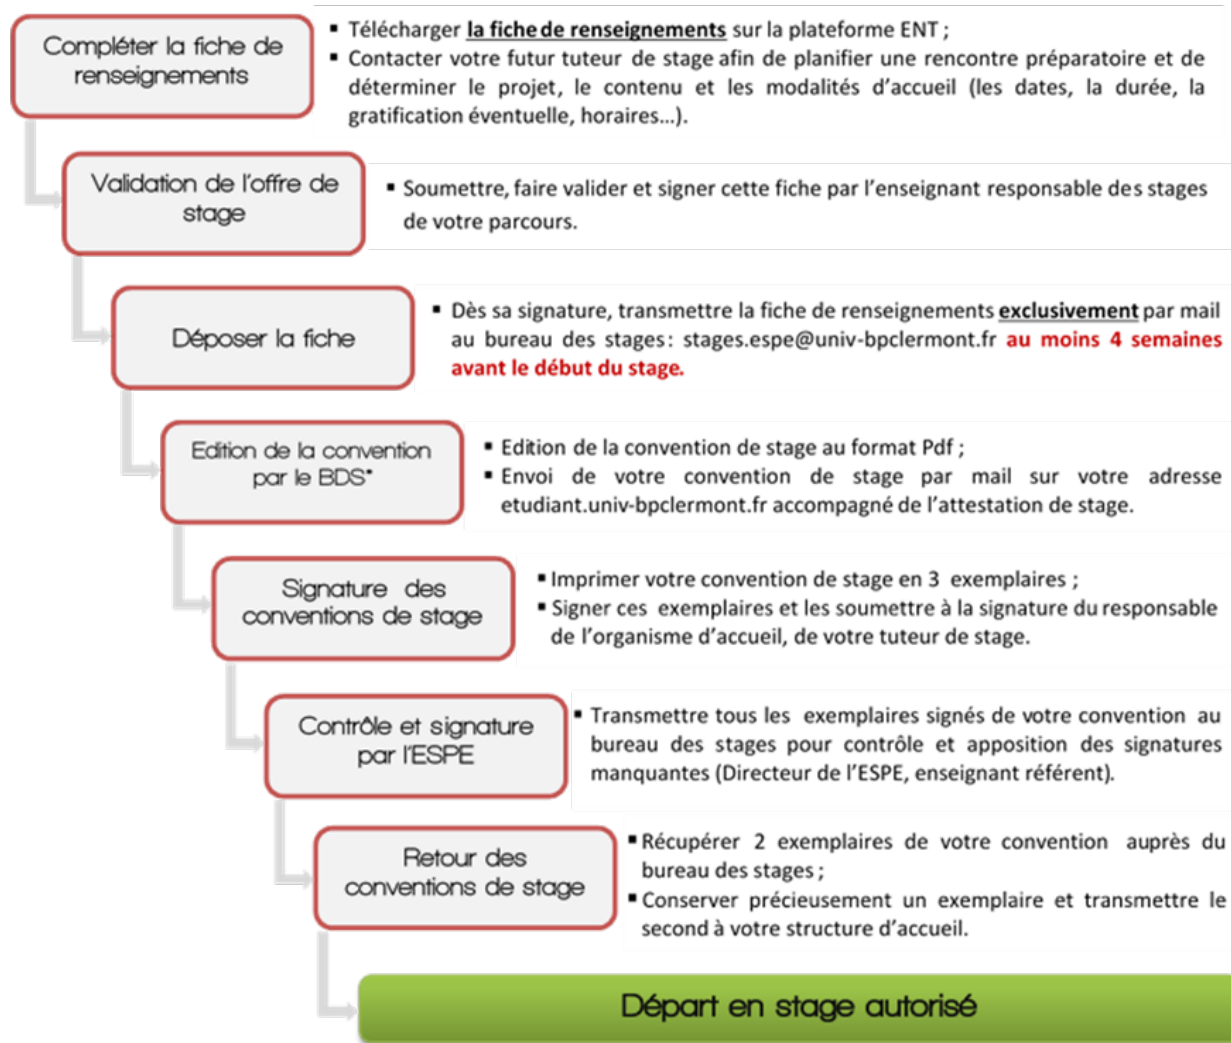 Compléter la fiche de
renseignements
▪ Télécharger la fiche de renseignements sur la plateforme ENT ;
▪ Contacter votre futur tuteur de stage afin de planifier une rencontre préparatoire et de
déterminer le projet, le contenu et les modalités d'accueil (les dates, la durée, la
gratification éventuelle, horaires...).
Validation de l'offre de
stage
▪ Soumettre, faire valider et signer cette fiche par l'enseignant responsable des stages
de votre parcours.
Déposer la fiche
▪ Dès sa signature, transmettre la fiche de renseignements exclusivement par mail
au bureau des stages: stages.espe@univ-bpclermont.fr au moins 4 semaines
avant le début du stage.
Edition de la convention
par le BDS*
▪ Edition de la convention de stage au format Pdf ;
▪ Envoi de votre convention de stage par mail sur votre adresse
etudiant.univ-bpclermont.fr accompagné de l'attestation de stage.
Signature des
conventions de stage
▪ Imprimer votre convention de stage en 3 exemplaires ;
▪ Signer ces exemplaires et les soumettre à la signature du responsable
de l'organisme d'accueil, de votre tuteur de stage.
Contrôle et signature
par l'ESPE
▪ Transmettre tous les exemplaires signés de votre convention au
bureau des stages pour contrôle et apposition des signatures
manquantes (Directeur de l'ESPE, enseignant référent).
Retour des
conventions de stage
▪ Récupérer 2 exemplaires de votre convention auprès du
bureau des stages ;
▪ Conserver précieusement un exemplaire et transmettre le
second à votre structure d'accueil.
Départ en stage autorisé